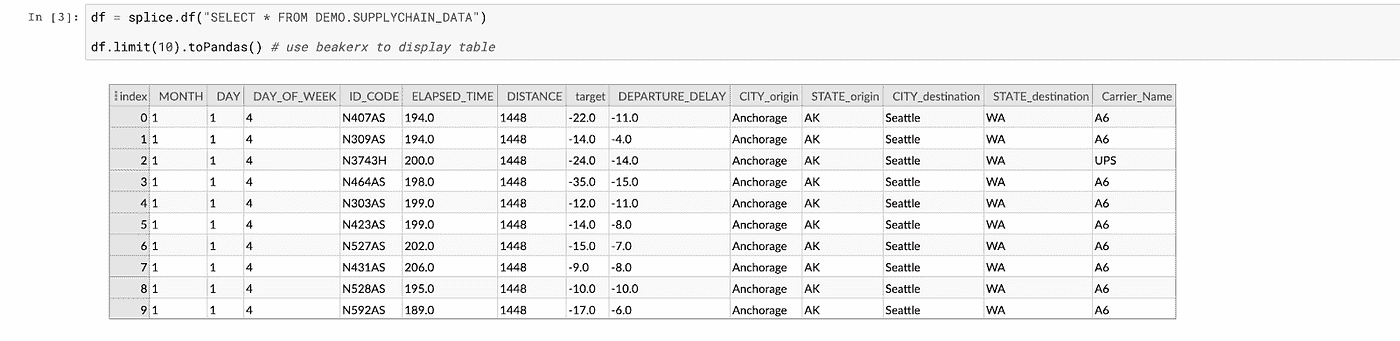 In [3]: df = splice.df("SELECT * FROM DEMO.SUPPLYCHAIN_DATA")
df.limit(10).toPandas() # use beakerx to display table
index MONTH DAY DAY_OF_WEEK ID_CODE ELAPSED_TIME DISTANCE target DEPARTURE_DELAY CITY_origin STATE_origin CITY_destination STATE_destination Carrier_Name
0 1 1 4 N407AS 194.0 1448 -22.0 -11.0 Anchorage AK Seattle WA A6
1 1 1 4 N309AS 194.0 1448 -14.0 -4.0 Anchorage AK Seattle WA A6
2 1 1 4 N3743H 200.0 1448 -24.0 -14.0 Anchorage AK Seattle WA UPS
3 1 1 4 N464AS 198.0 1448 -35.0 -15.0 Anchorage AK Seattle WA A6
4 1 1 4 N303AS 199.0 1448 -12.0 -11.0 Anchorage AK Seattle WA A6
5 1 1 4 N423AS 199.0 1448 -14.0 -8.0 Anchorage AK Seattle WA A6
6 1 1 4 N527AS 202.0 1448 -15.0 -7.0 Anchorage AK Seattle WA A6
7 1 1 4 N431AS 206.0 1448 -9.0 -8.0 Anchorage AK Seattle WA A6
8 1 1 4 N528AS 195.0 1448 -10.0 -10.0 Anchorage AK Seattle WA A6
9 1 1 4 N592AS 189.0 1448 -17.0 -6.0 Anchorage AK Seattle WA A6